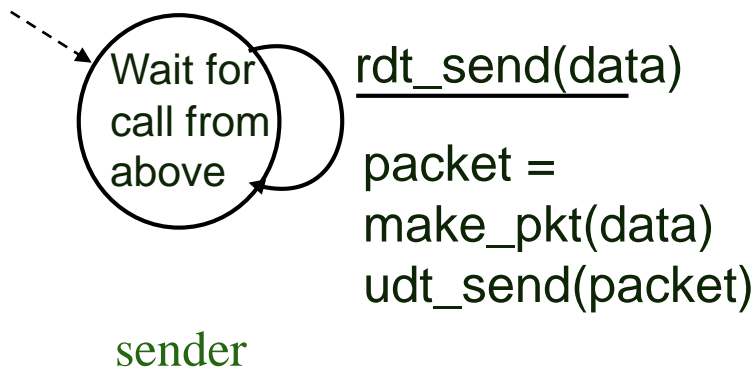 Wait for
call from
above
rdt_send(data)
packet =
make_pkt(data)
udt_send(packet)
sender